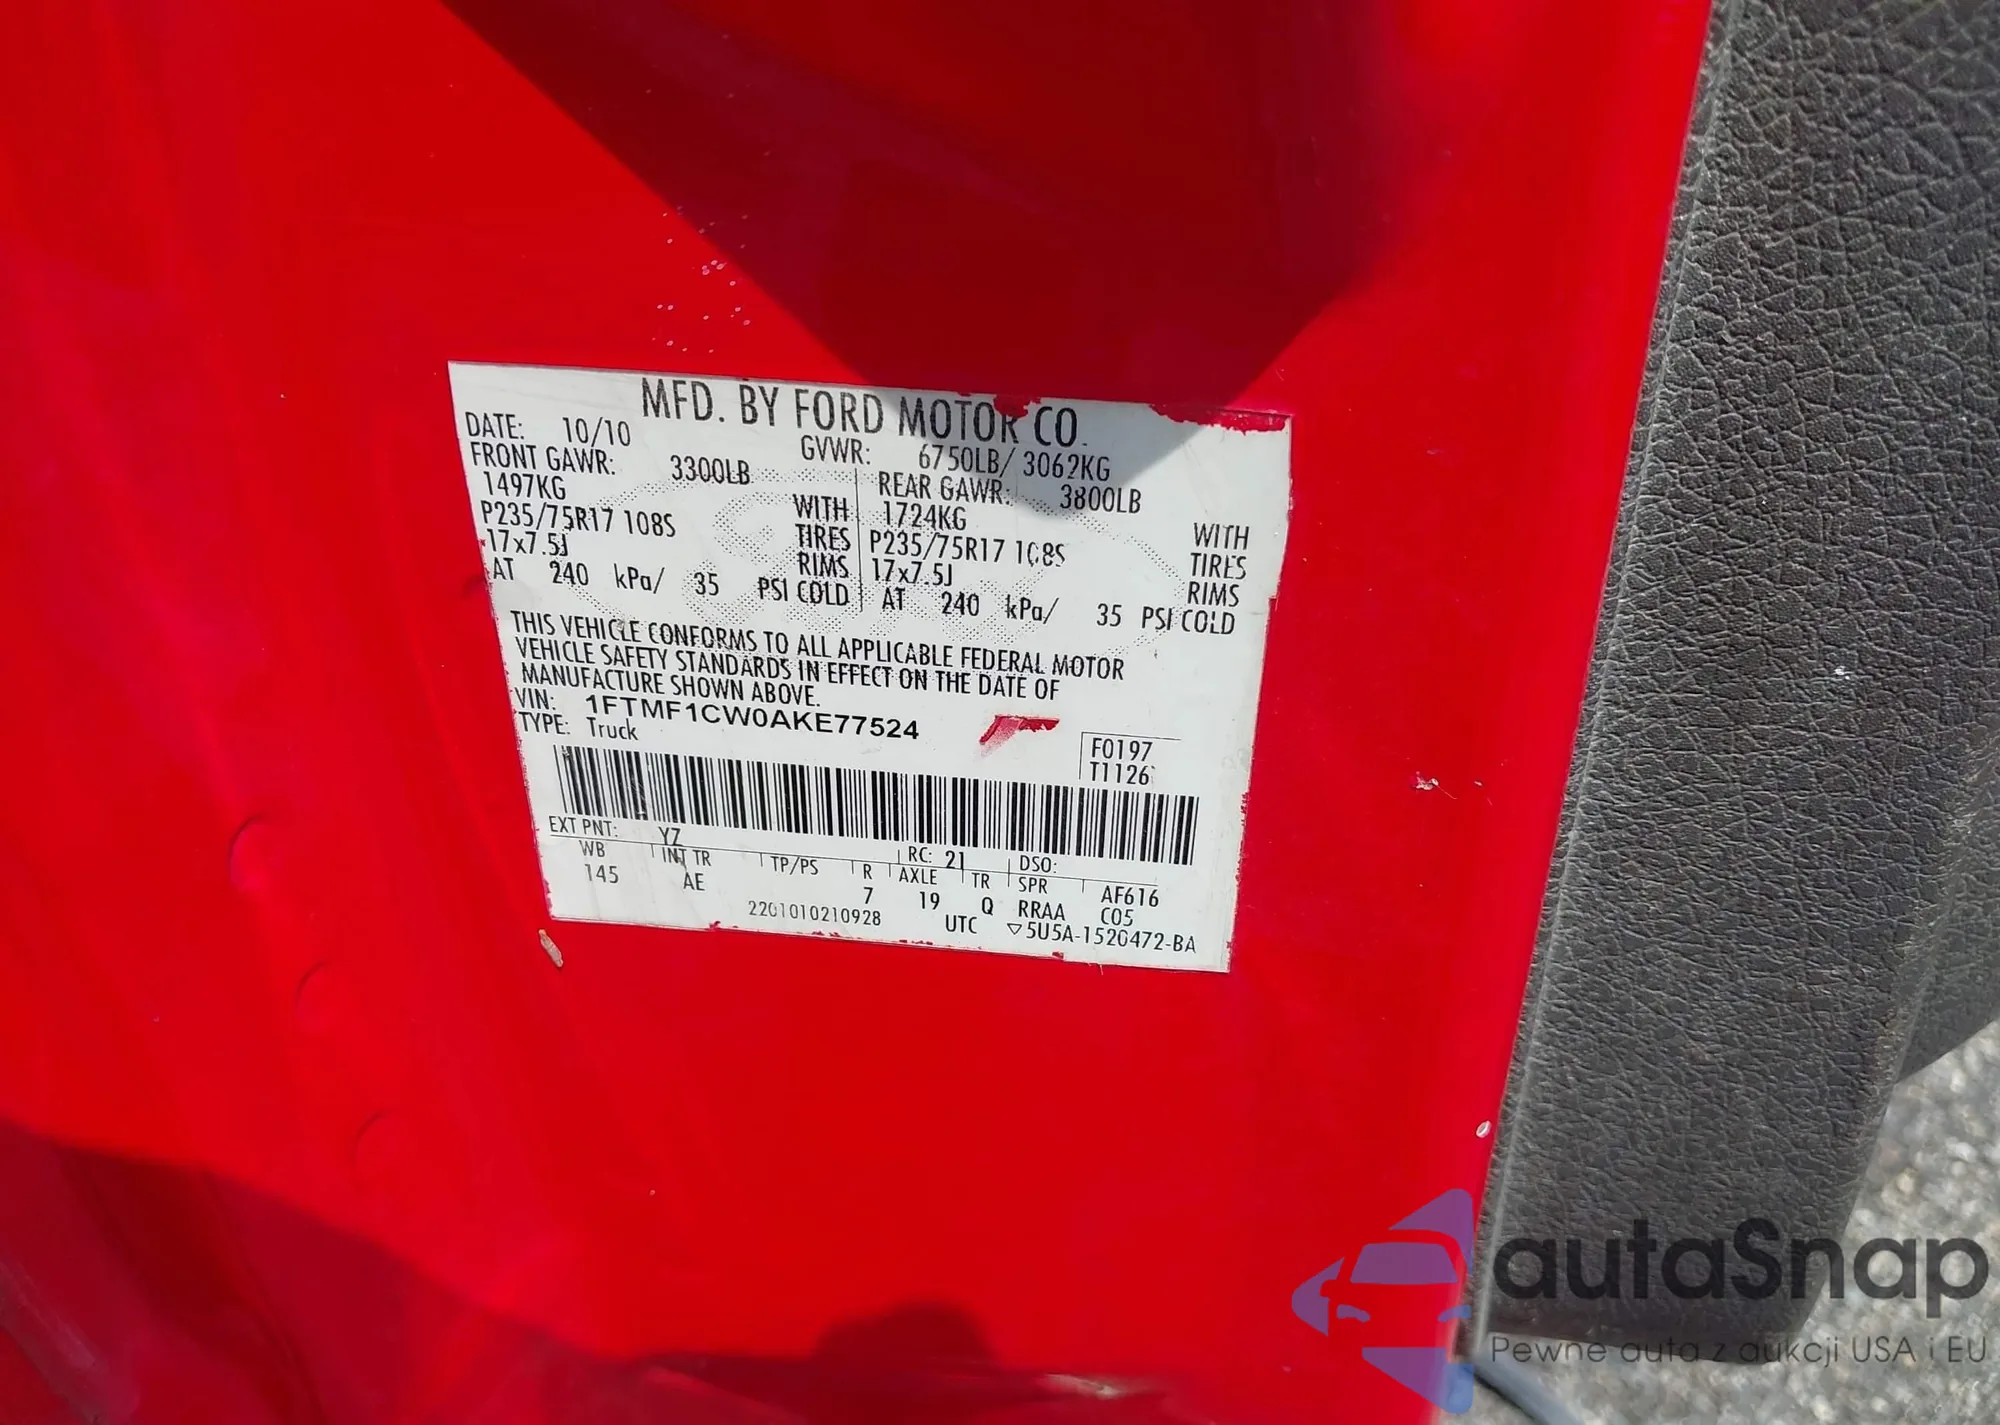 MFD. BY FORD MOTOR CO.
DATE: 10/10 GVWR: 6750LB/ 3062KG
FRONT GAWR: 3300LB REAR GAWR: 3800LB
1497KG WITH 1724KG WITH
P235/75R17 108S TIRES P235/75R17 108S TIRES
17x7.5J RIMS 17x7.5J RIMS
AT 240 kPa/ 35 PSI COLD AT 240 kPa/ 35 PSI COLD
THIS VEHICLE CONFORMS TO ALL APPLICABLE FEDERAL MOTOR
VEHICLE SAFETY STANDARDS IN EFFECT ON THE DATE OF
MANUFACTURE SHOWN ABOVE.
VIN: 1FTMF1CW0AKE77524
TYPE: Truck
F0197
T1126
EXT PNT: YZ RC: 21 DSO:
WB INT TR TP/PS R AXLE TR SPR AF616
145 AE 7 19 Q RRAA C05
2201010210928 UTC ▽5U5A-1520472-BA
autaSnap
Pewne auta z aukcji USA i EU